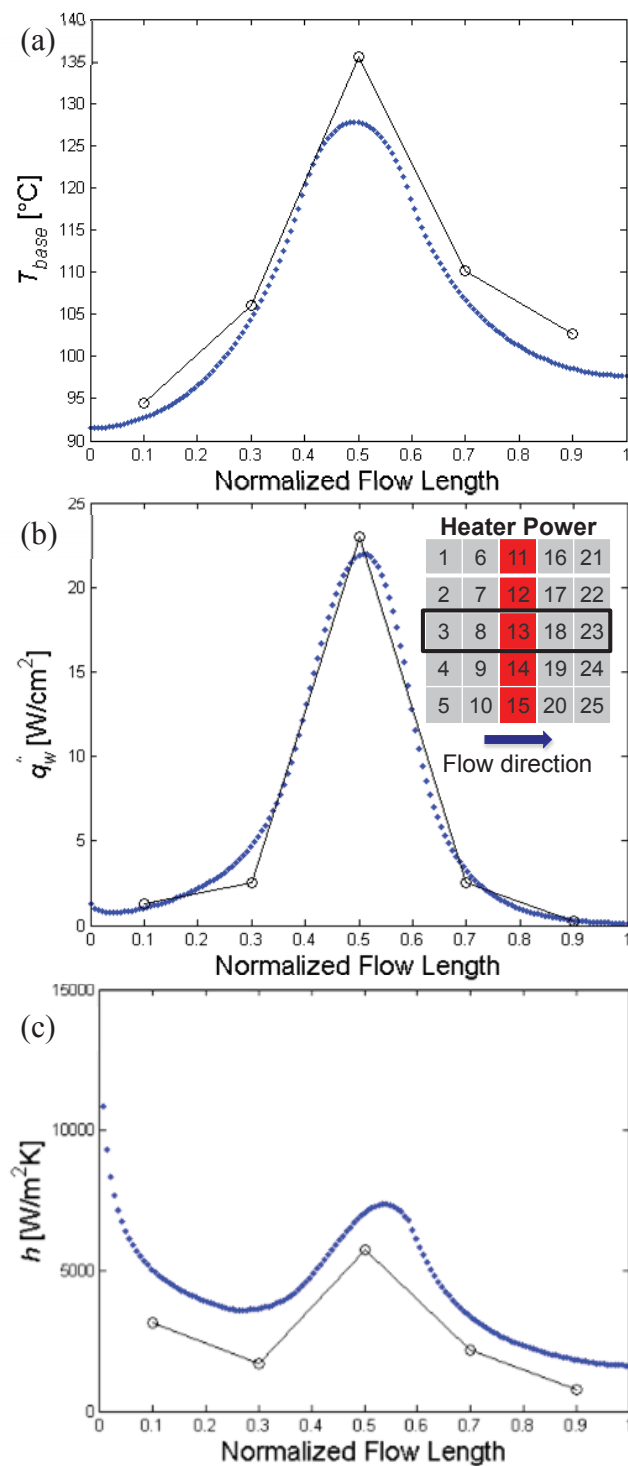 (a)
140
135
130
125
120
115
110
105
100
95
90
T_base [°C]
0 0.1 0.2 0.3 0.4 0.5 0.6 0.7 0.8 0.9 1
Normalized Flow Length
(b)
25
20
15
10
5
0
q''_w [W/cm²]
Heater Power
1 6 11 16 21
2 7 12 17 22
3 8 13 18 23
4 9 14 19 24
5 10 15 20 25
Flow direction
0 0.1 0.2 0.3 0.4 0.5 0.6 0.7 0.8 0.9 1
Normalized Flow Length
(c)
15000
10000
5000
0
h [W/m²K]
0.1 0.2 0.3 0.4 0.5 0.6 0.7 0.8 0.9 1
Normalized Flow Length